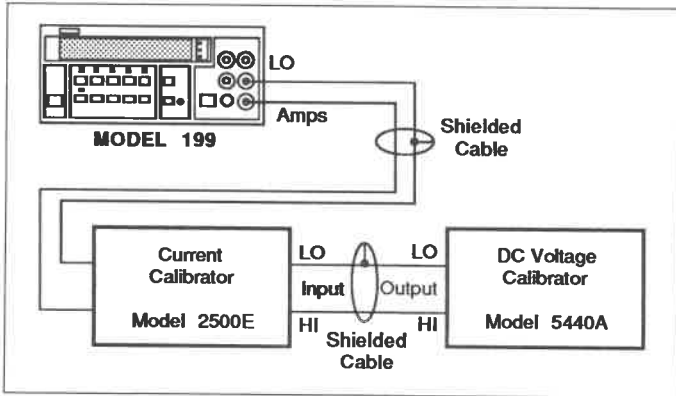 LO
Amps
MODEL 199
Shielded
Cable
Current
Calibrator
Model 2500E
LO
Input
HI
Shielded
Cable
LO
Output
HI
DC Voltage
Calibrator
Model 5440A